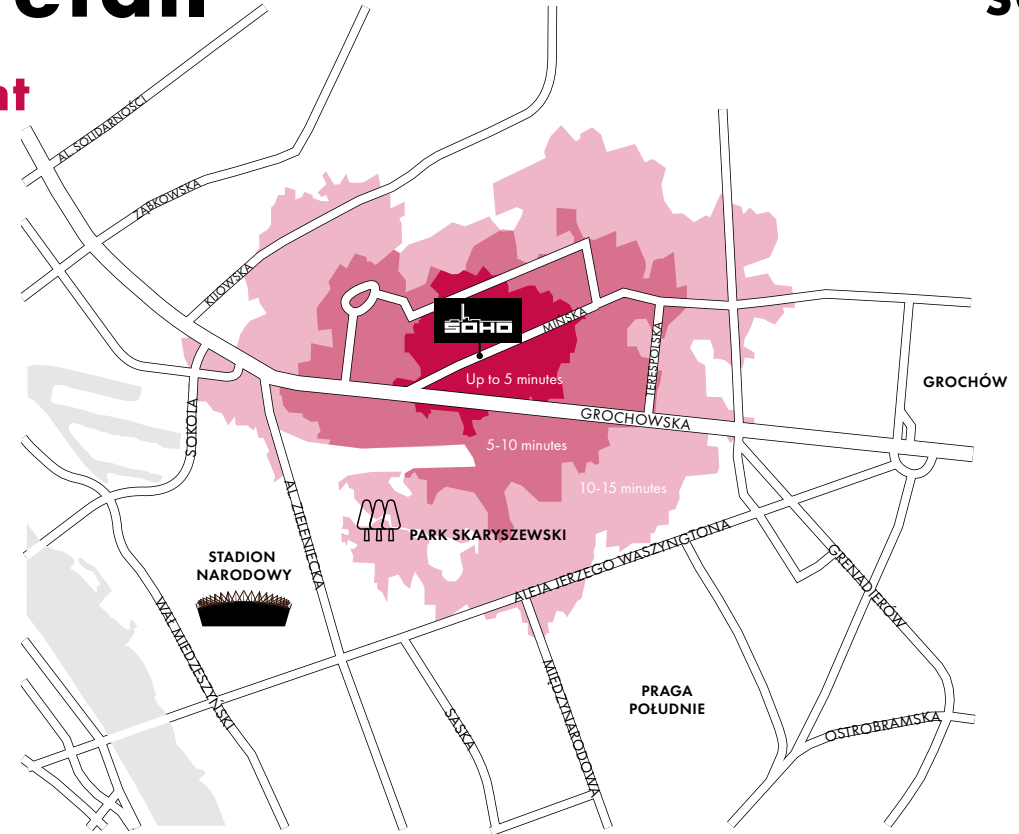 AL. SOLIDARNOŚCI
ZĄBKOWSKA
KIJOWSKA
SOHO
MIŃSKA
TERESPOLSKA
Up to 5 minutes
GROCHÓW
SOKOLA
GROCHOWSKA
5-10 minutes
10-15 minutes
AL. ZIELENIECKA
PARK SKARYSZEWSKI
STADION
NARODOWY
ALEJA JERZEGO WASZYNGTONA
GRENADIERÓW
WAŁ MIEDZESZYŃSKI
MIĘDZYNARODOWA
PRAGA
POŁUDNIE
SASKA
OSTROBRAMSKA